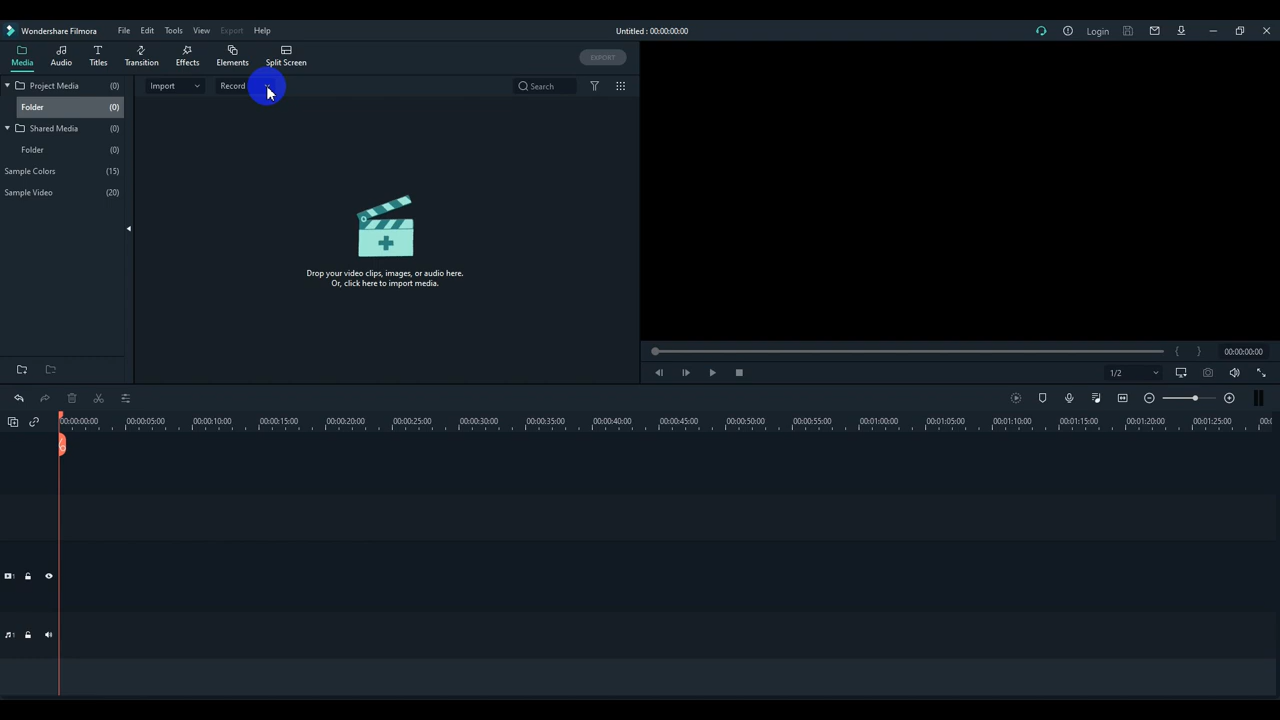 Wondershare Filmora File Edit Tools View Export Help Untitled : 00:00:00:00 Login
Media Audio Titles Transition Effects Elements Split Screen EXPORT
Project Media (0) Import Record Search
Folder (0)
Shared Media (0)
Folder (0)
Sample Colors (15)
Sample Video (20)
Drop your video clips, images, or audio here.
Or, click here to import media.
{ } 00:00:00:00
1/2
00:00:00:00 00:00:05:00 00:00:10:00 00:00:15:00 00:00:20:00 00:00:25:00 00:00:30:00 00:00:35:00 00:00:40:00 00:00:45:00 00:00:50:00 00:00:55:00 00:01:00:00 00:01:05:00 00:01:10:00 00:01:15:00 00:01:20:00 00:01:25:00
1
1